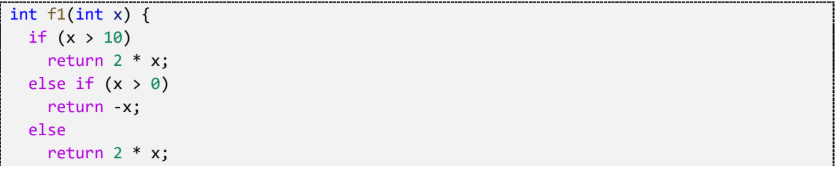 int f1(int x) {
  if (x > 10)
    return 2 * x;
  else if (x > 0)
    return -x;
  else
    return 2 * x;